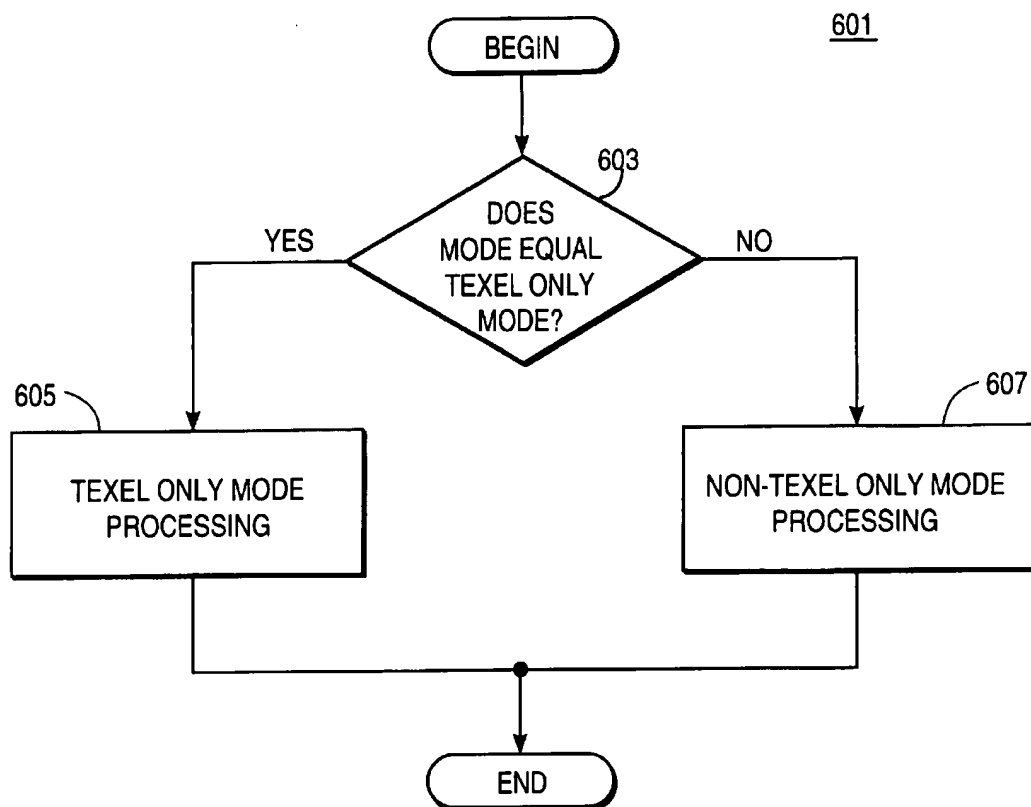 601
BEGIN
603
DOES
MODE EQUAL
TEXEL ONLY
MODE?
YES
NO
605
607
TEXEL ONLY MODE
PROCESSING
NON-TEXEL ONLY MODE
PROCESSING
END